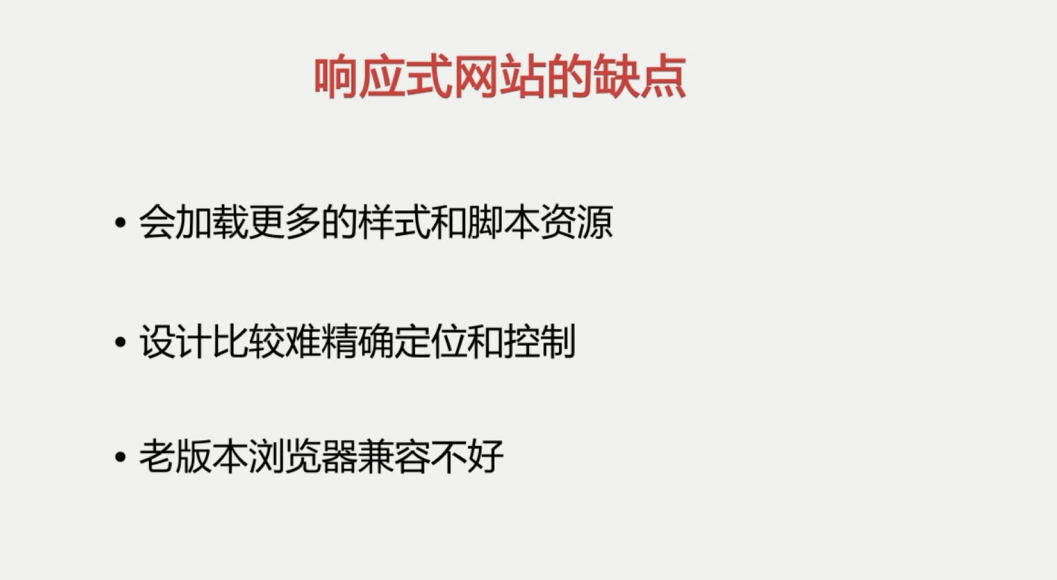 响应式网站的缺点
• 会加载更多的样式和脚本资源
• 设计比较难精确定位和控制
• 老版本浏览器兼容不好